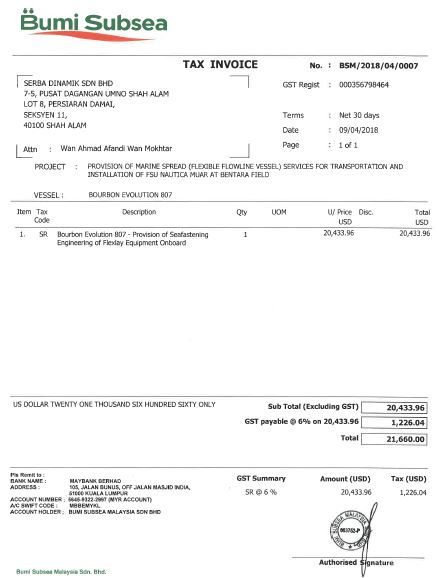 Bumi Subsea
TAX INVOICE
No. : BSM/2018/04/0007
SERBA DINAMIK SDN BHD
7-5, PUSAT DAGANGAN UMNO SHAH ALAM
LOT 8, PERSIARAN DAMAI,
SEKSYEN 11,
40100 SHAH ALAM
GST Regist : 000356798464
Terms : Net 30 days
Date : 09/04/2018
Page : 1 of 1
Attn : Wan Ahmad Afandi Wan Mokhtar
PROJECT : PROVISION OF MARINE SPREAD (FLEXIBLE FLOWLINE VESSEL) SERVICES FOR TRANSPORTATION AND
INSTALLATION OF FSU NAUTICA MUAR AT BENTARA FIELD
VESSEL : BOURBON EVOLUTION 807
Item Tax Code Description Qty UOM U/ Price USD Disc. Total USD
1. SR Bourbon Evolution 807 - Provision of Seafastening 1 20,433.96 20,433.96
Engineering of Flexlay Equipment Onboard
US DOLLAR TWENTY ONE THOUSAND SIX HUNDRED SIXTY ONLY
Sub Total (Excluding GST) 20,433.96
GST payable @ 6% on 20,433.96 1,226.04
Total 21,660.00
Pls Remit to :
BANK NAME : MAYBANK BERHAD
ADDRESS : 105, JALAN BUNUS, OFF JALAN MASJID INDIA,
51000 KUALA LUMPUR
ACCOUNT NUMBER : 5646-9322-2957 (MYR ACCOUNT)
A/C SWIFT CODE : MBBEMYKL
ACCOUNT HOLDER : BUMI SUBSEA MALAYSIA SDN BHD
GST Summary Amount (USD) Tax (USD)
SR @ 6 % 20,433.96 1,226.04
Authorised Signature
Bumi Subsea Malaysia Sdn. Bhd.